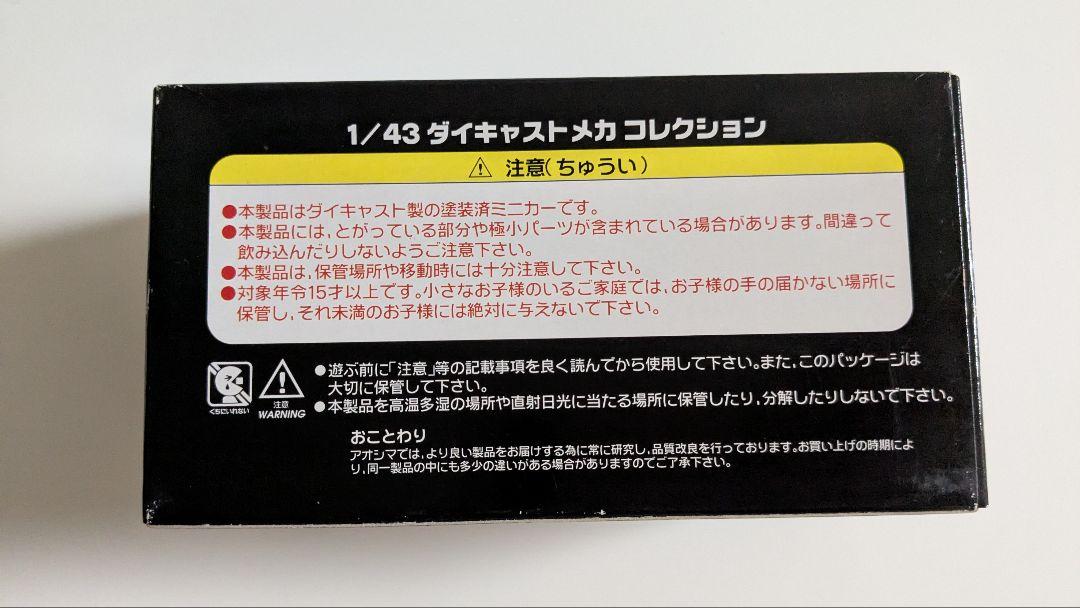 1/43 ダイキャストメカ コレクション
注意(ちゅうい)
●本製品はダイキャスト製の塗装済ミニカーです。
●本製品には,とがっている部分や極小パーツが含まれている場合があります。間違って
飲み込んだりしないようご注意下さい。
●本製品は,保管場所や移動時には十分注意して下さい。
●対象年令15才以上です。小さなお子様のいるご家庭では,お子様の手の届かない場所に
保管し,それ未満のお子様には絶対に与えないで下さい。
●遊ぶ前に「注意」等の記載事項を良く読んでから使用して下さい。また,このパッケージは
大切に保管して下さい。
くちにいれない
注意
WARNING
●本製品を高温多湿の場所や直射日光に当たる場所に保管したり,分解したりしないで下さい。
おことわり
アオシマでは,より良い製品をお届けする為に常に研究し,品質改良を行っております。お買い上げの時期によ
り,同一製品の中にも多少の違いがある場合がありますのでご了承下さい。